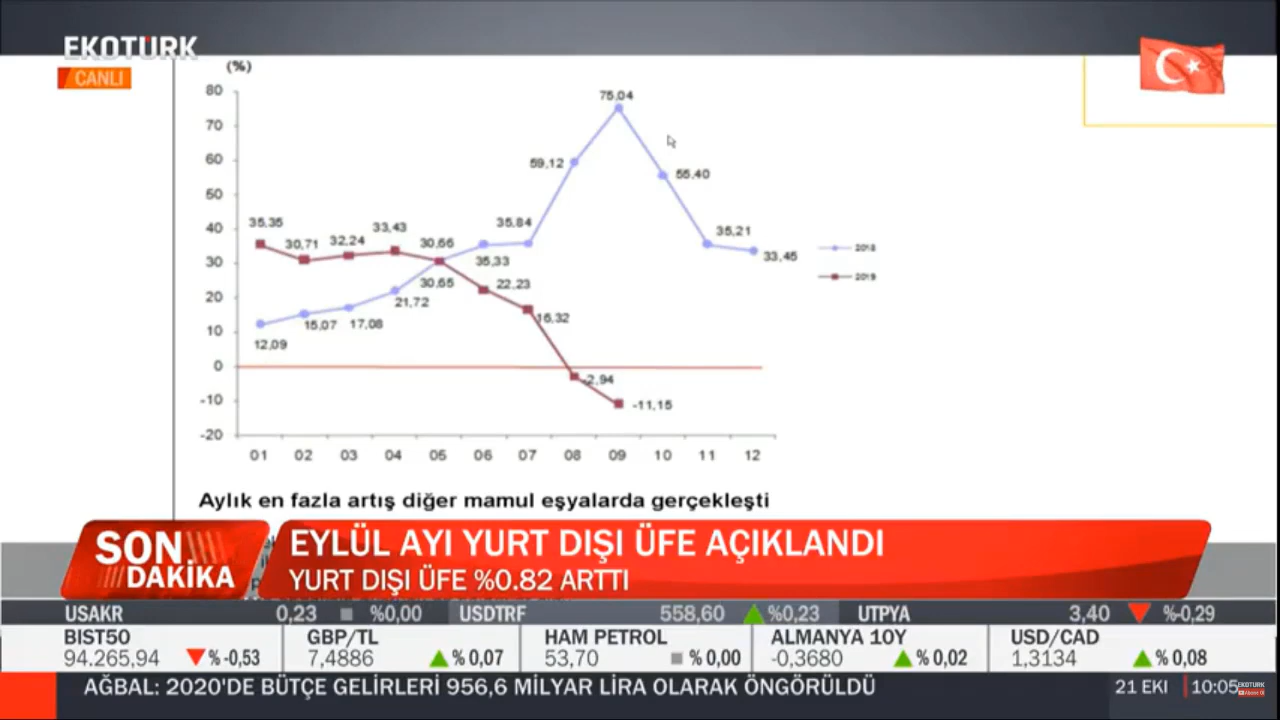 EKOTÜRK
CANLI
(%)
80
70
60
50
40
30
20
10
0
-10
-20
75,04
59,12
55,40
35,35
30,71
32,24
33,43
30,66
35,84
35,33
35,21
33,45
30,65
22,23
21,72
16,32
12,09
15,07
17,08
-2,94
-11,15
2018
2019
01 02 03 04 05 06 07 08 09 10 11 12
Aylık en fazla artış diğer mamul eşyalarda gerçekleşti
SON DAKİKA
EYLÜL AYI YURT DIŞI ÜFE AÇIKLANDI
YURT DIŞI ÜFE %0.82 ARTTI
USAKR 0,23 %0,00 USDTRF 558,60 %0,23 UTPYA 3,40 %-0,29
BIST50 GBP/TL HAM PETROL ALMANYA 10Y USD/CAD
94.265,94 % -0,53 7,4886 % 0,07 53,70 % 0,00 -0,3680 % 0,02 1,3134 % 0,08
AĞBAL: 2020'DE BÜTÇE GELİRLERİ 956,6 MİLYAR LİRA OLARAK ÖNGÖRÜLDÜ
21 EKI 10:05
EKOTÜRK